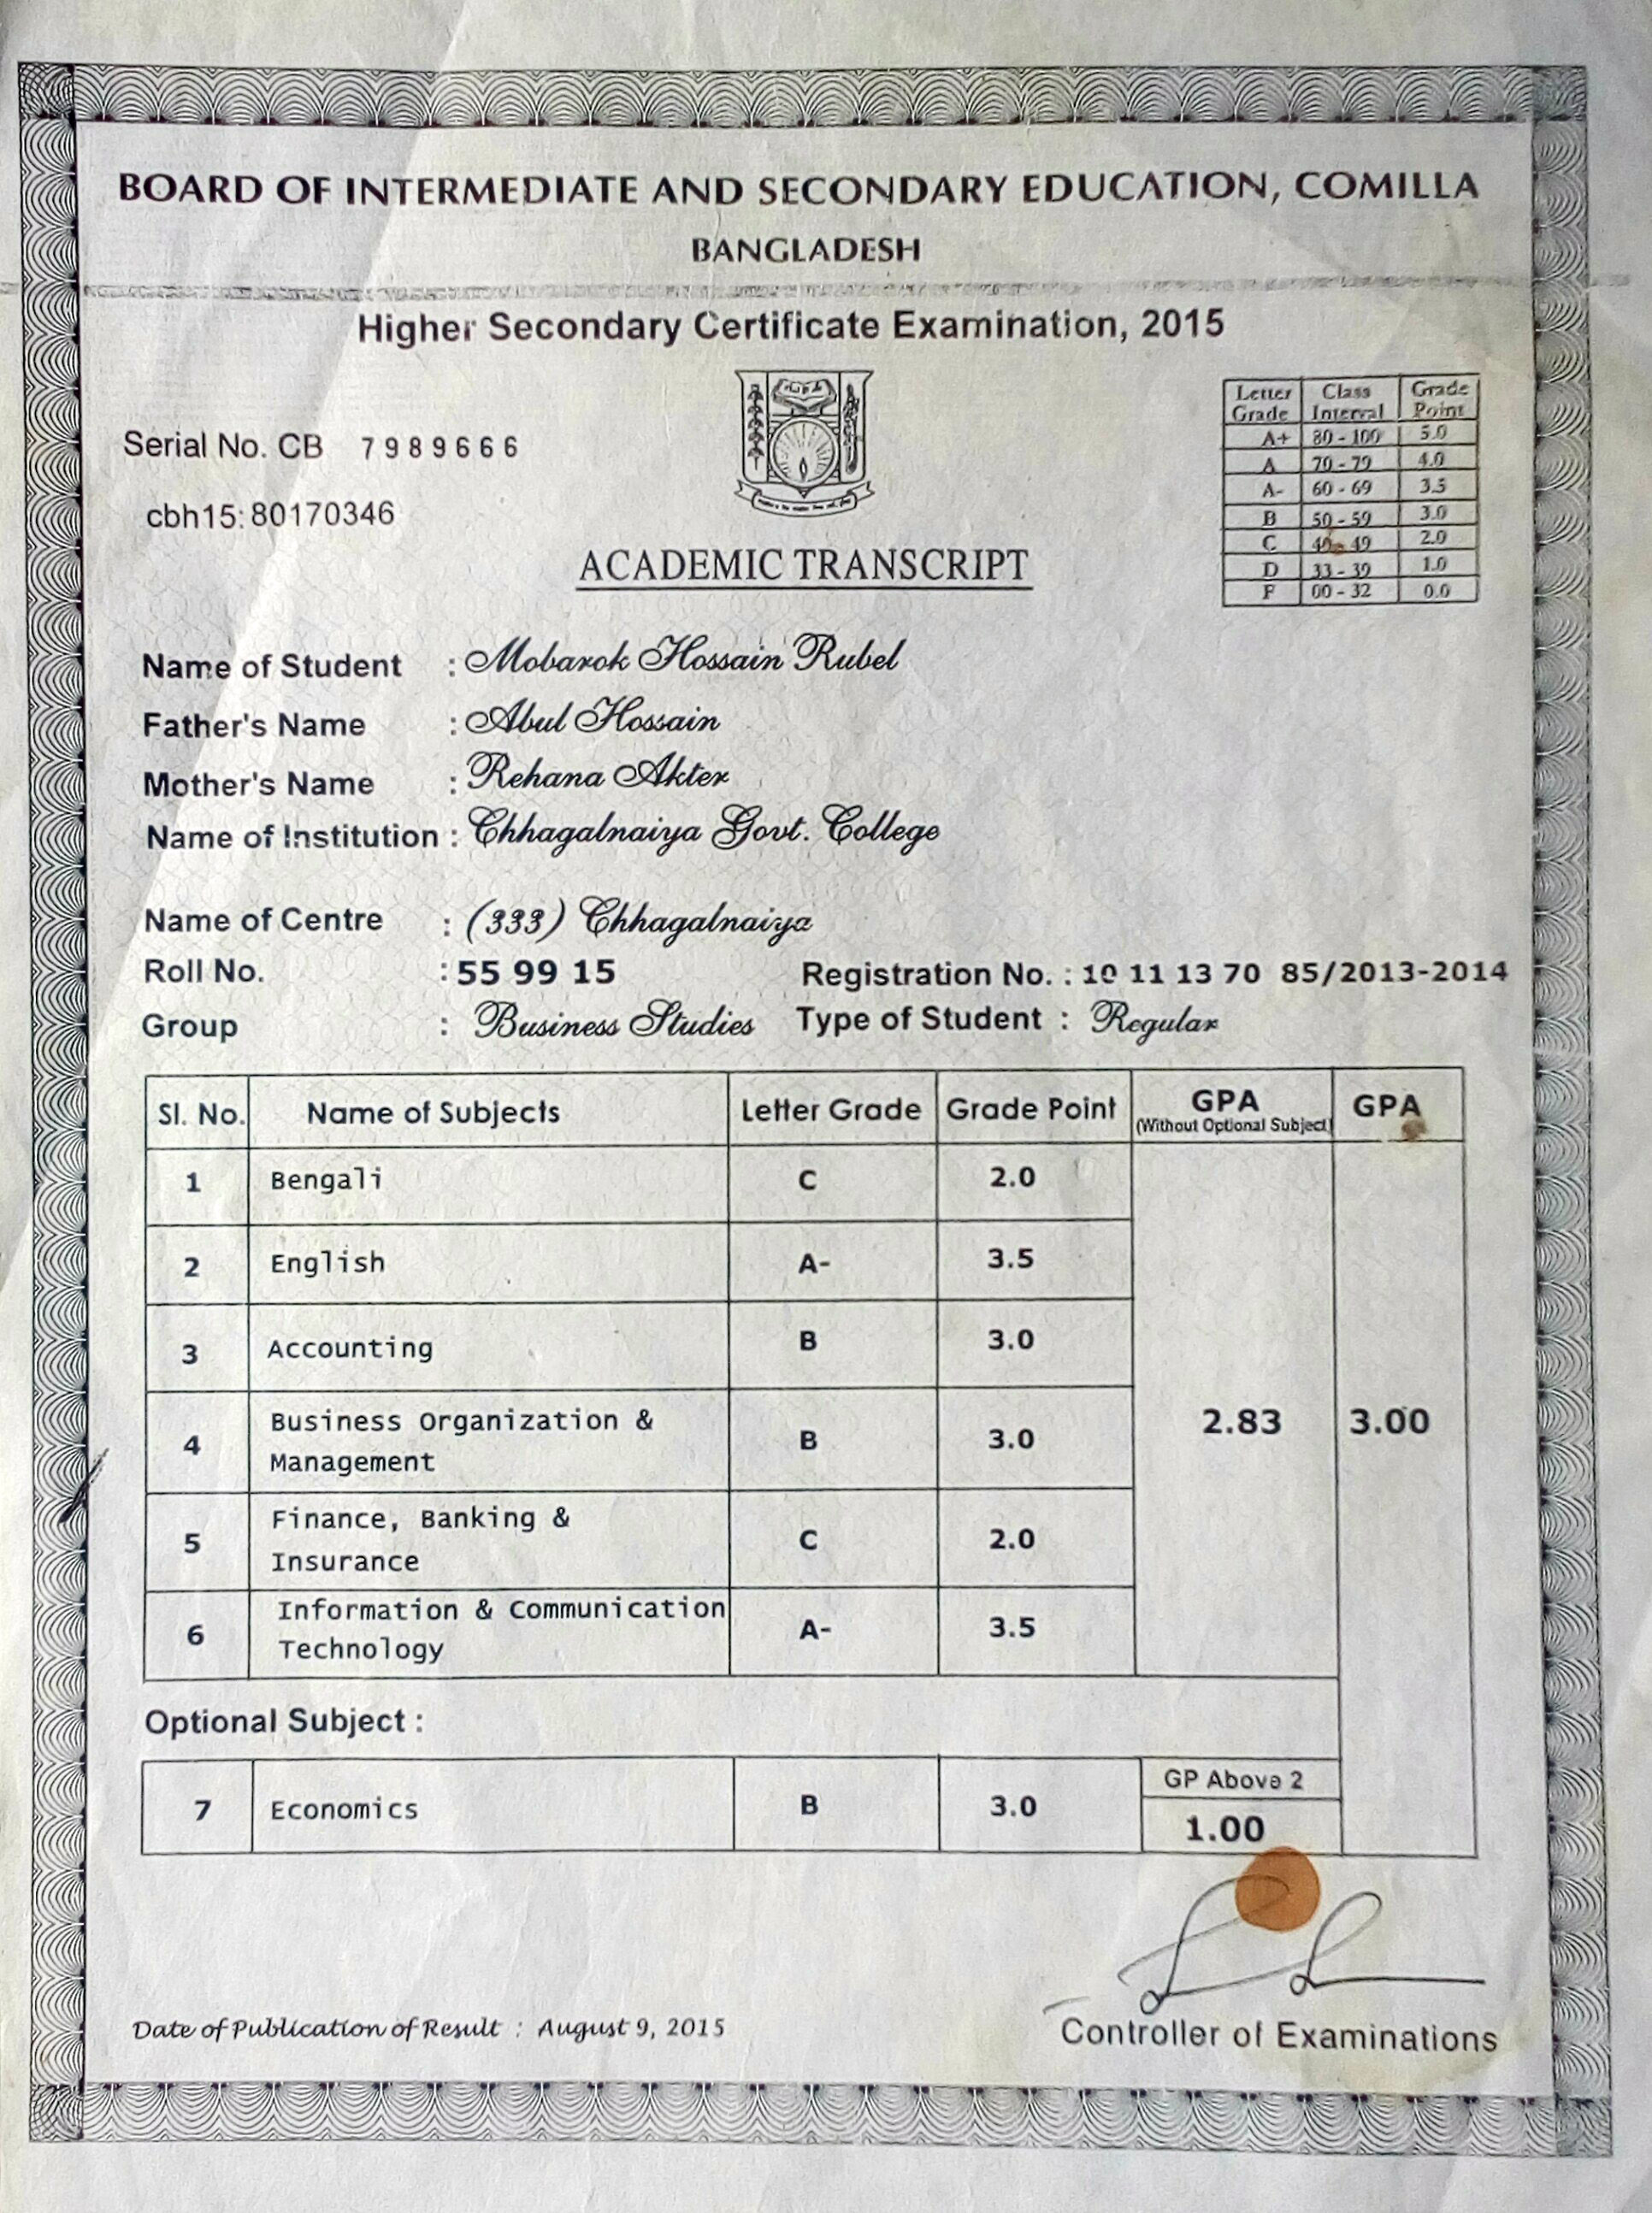 BOARD OF INTERMEDIATE AND SECONDARY EDUCATION, COMILLA
BANGLADESH
Higher Secondary Certificate Examination, 2015
Serial No. CB 7989666
cbh15: 80170346
Letter Grade Class Interval Grade Point
A+ 80 - 100 5.0
A 70 - 79 4.0
A- 60 - 69 3.5
B 50 - 59 3.0
C 40 - 49 2.0
D 33 - 39 1.0
F 00 - 32 0.0
ACADEMIC TRANSCRIPT
Name of Student : Mobarok Hossain Rubel
Father's Name : Abul Hossain
Mother's Name : Rehana Akter
Name of Institution : Chhagalnaiya Govt. College
Name of Centre : (333) Chhagalnaiya
Roll No. : 55 99 15 Registration No. : 10 11 13 70 85/2013-2014
Group : Business Studies Type of Student : Regular
Sl. No. Name of Subjects Letter Grade Grade Point GPA (Without Optional Subject) GPA
1 Bengali C 2.0
2 English A- 3.5
3 Accounting B 3.0
4 Business Organization & Management B 3.0 2.83 3.00
5 Finance, Banking & Insurance C 2.0
6 Information & Communication Technology A- 3.5
Optional Subject :
7 Economics B 3.0 GP Above 2 1.00
Date of Publication of Result : August 9, 2015
Controller of Examinations